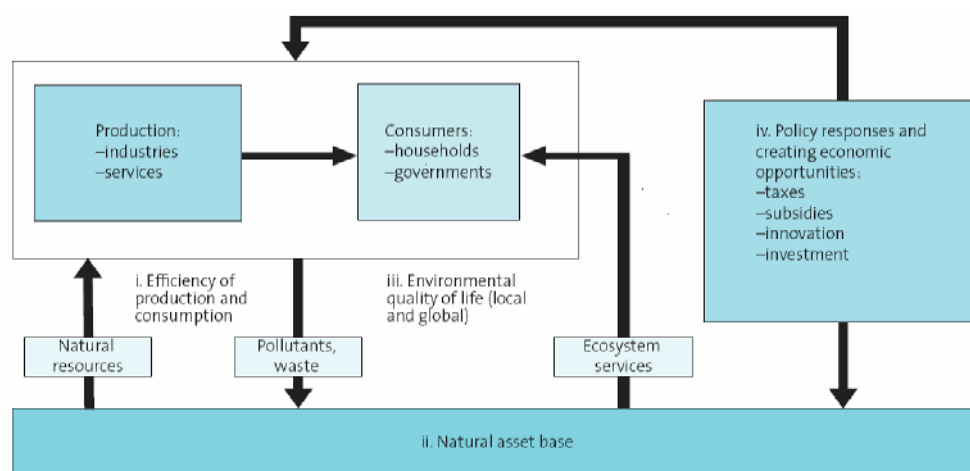 Production:
–industries
–services
Consumers:
–households
–governments
iv. Policy responses and
creating economic
opportunities:
–taxes
–subsidies
–innovation
–investment
i. Efficiency of
production and
consumption
iii. Environmental
quality of life (local
and global)
Natural
resources
Pollutants,
waste
Ecosystem
services
ii. Natural asset base